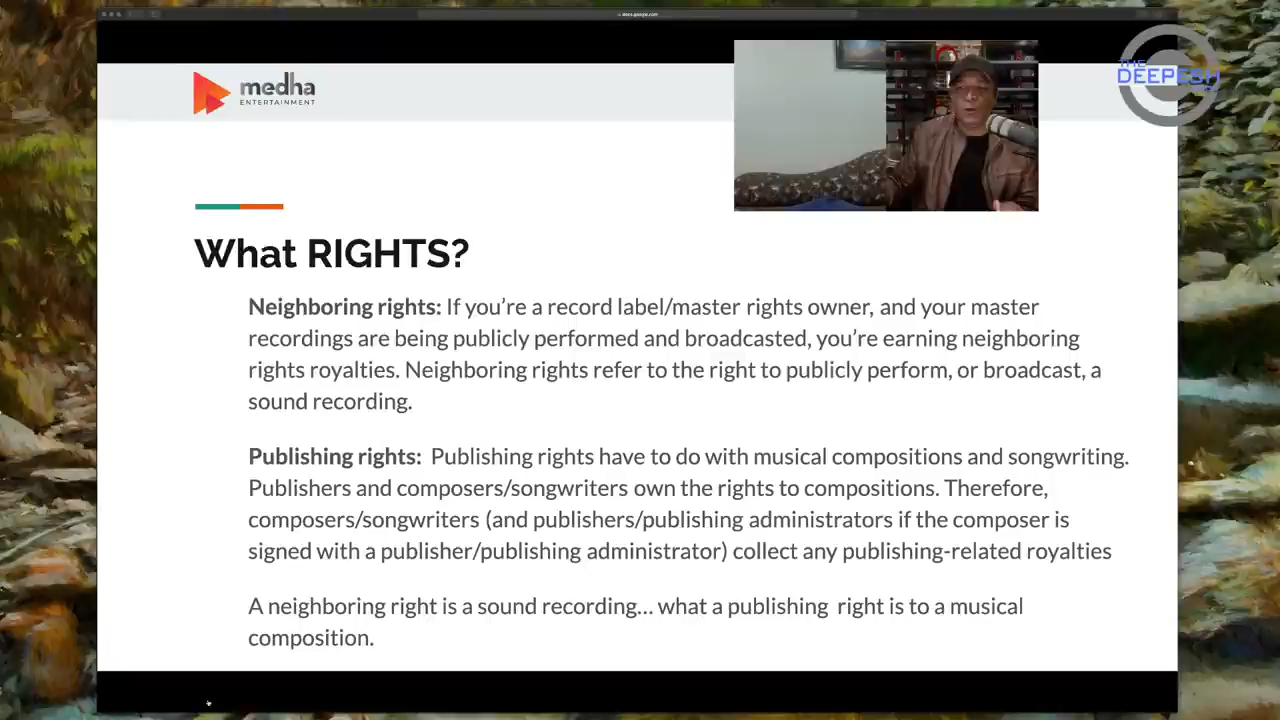 docs.google.com
medha
ENTERTAINMENT
THE
DEEPESH
What RIGHTS?
Neighboring rights: If you’re a record label/master rights owner, and your master
recordings are being publicly performed and broadcasted, you’re earning neighboring
rights royalties. Neighboring rights refer to the right to publicly perform, or broadcast, a
sound recording.
Publishing rights:  Publishing rights have to do with musical compositions and songwriting.
Publishers and composers/songwriters own the rights to compositions. Therefore,
composers/songwriters (and publishers/publishing administrators if the composer is
signed with a publisher/publishing administrator) collect any publishing-related royalties
A neighboring right is a sound recording… what a publishing  right is to a musical
composition.